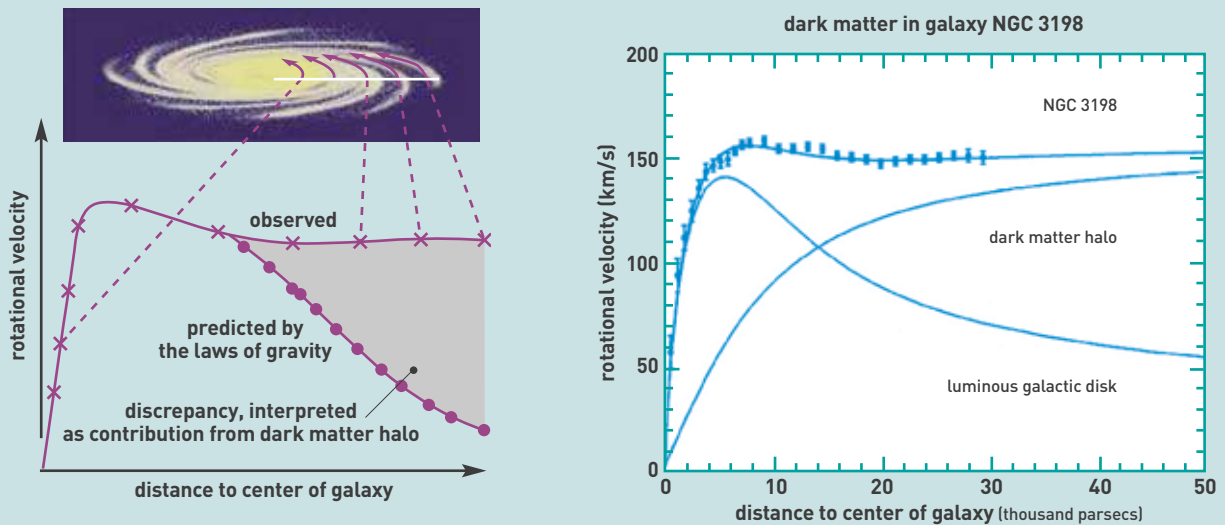 rotational velocity
observed
predicted by
the laws of gravity
discrepancy, interpreted
as contribution from dark matter halo
distance to center of galaxy
dark matter in galaxy NGC 3198
rotational velocity (km/s)
200
150
100
50
0
NGC 3198
dark matter halo
luminous galactic disk
0 10 20 30 40 50
distance to center of galaxy (thousand parsecs)